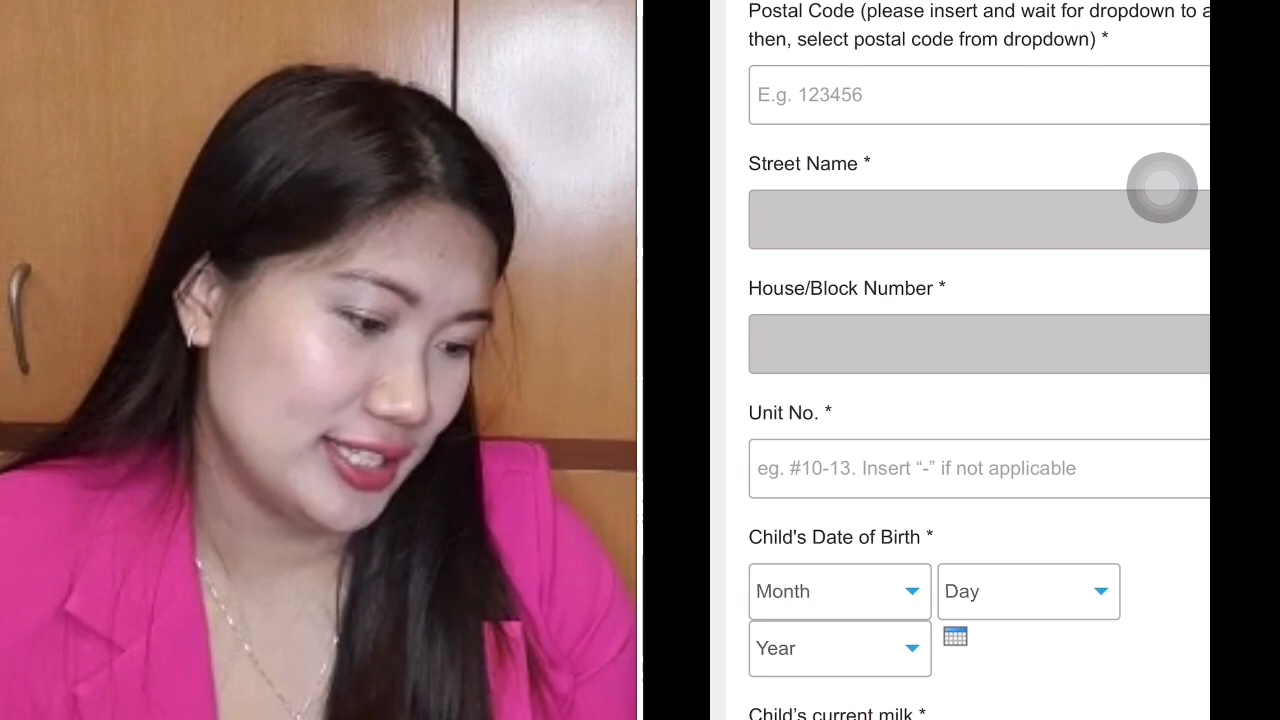 Postal Code (please insert and wait for dropdown to
then, select postal code from dropdown) *
E.g. 123456
Street Name *
House/Block Number *
Unit No. *
eg. #10-13. Insert “-” if not applicable
Child's Date of Birth *
Month
Day
Year
Child’s current milk *